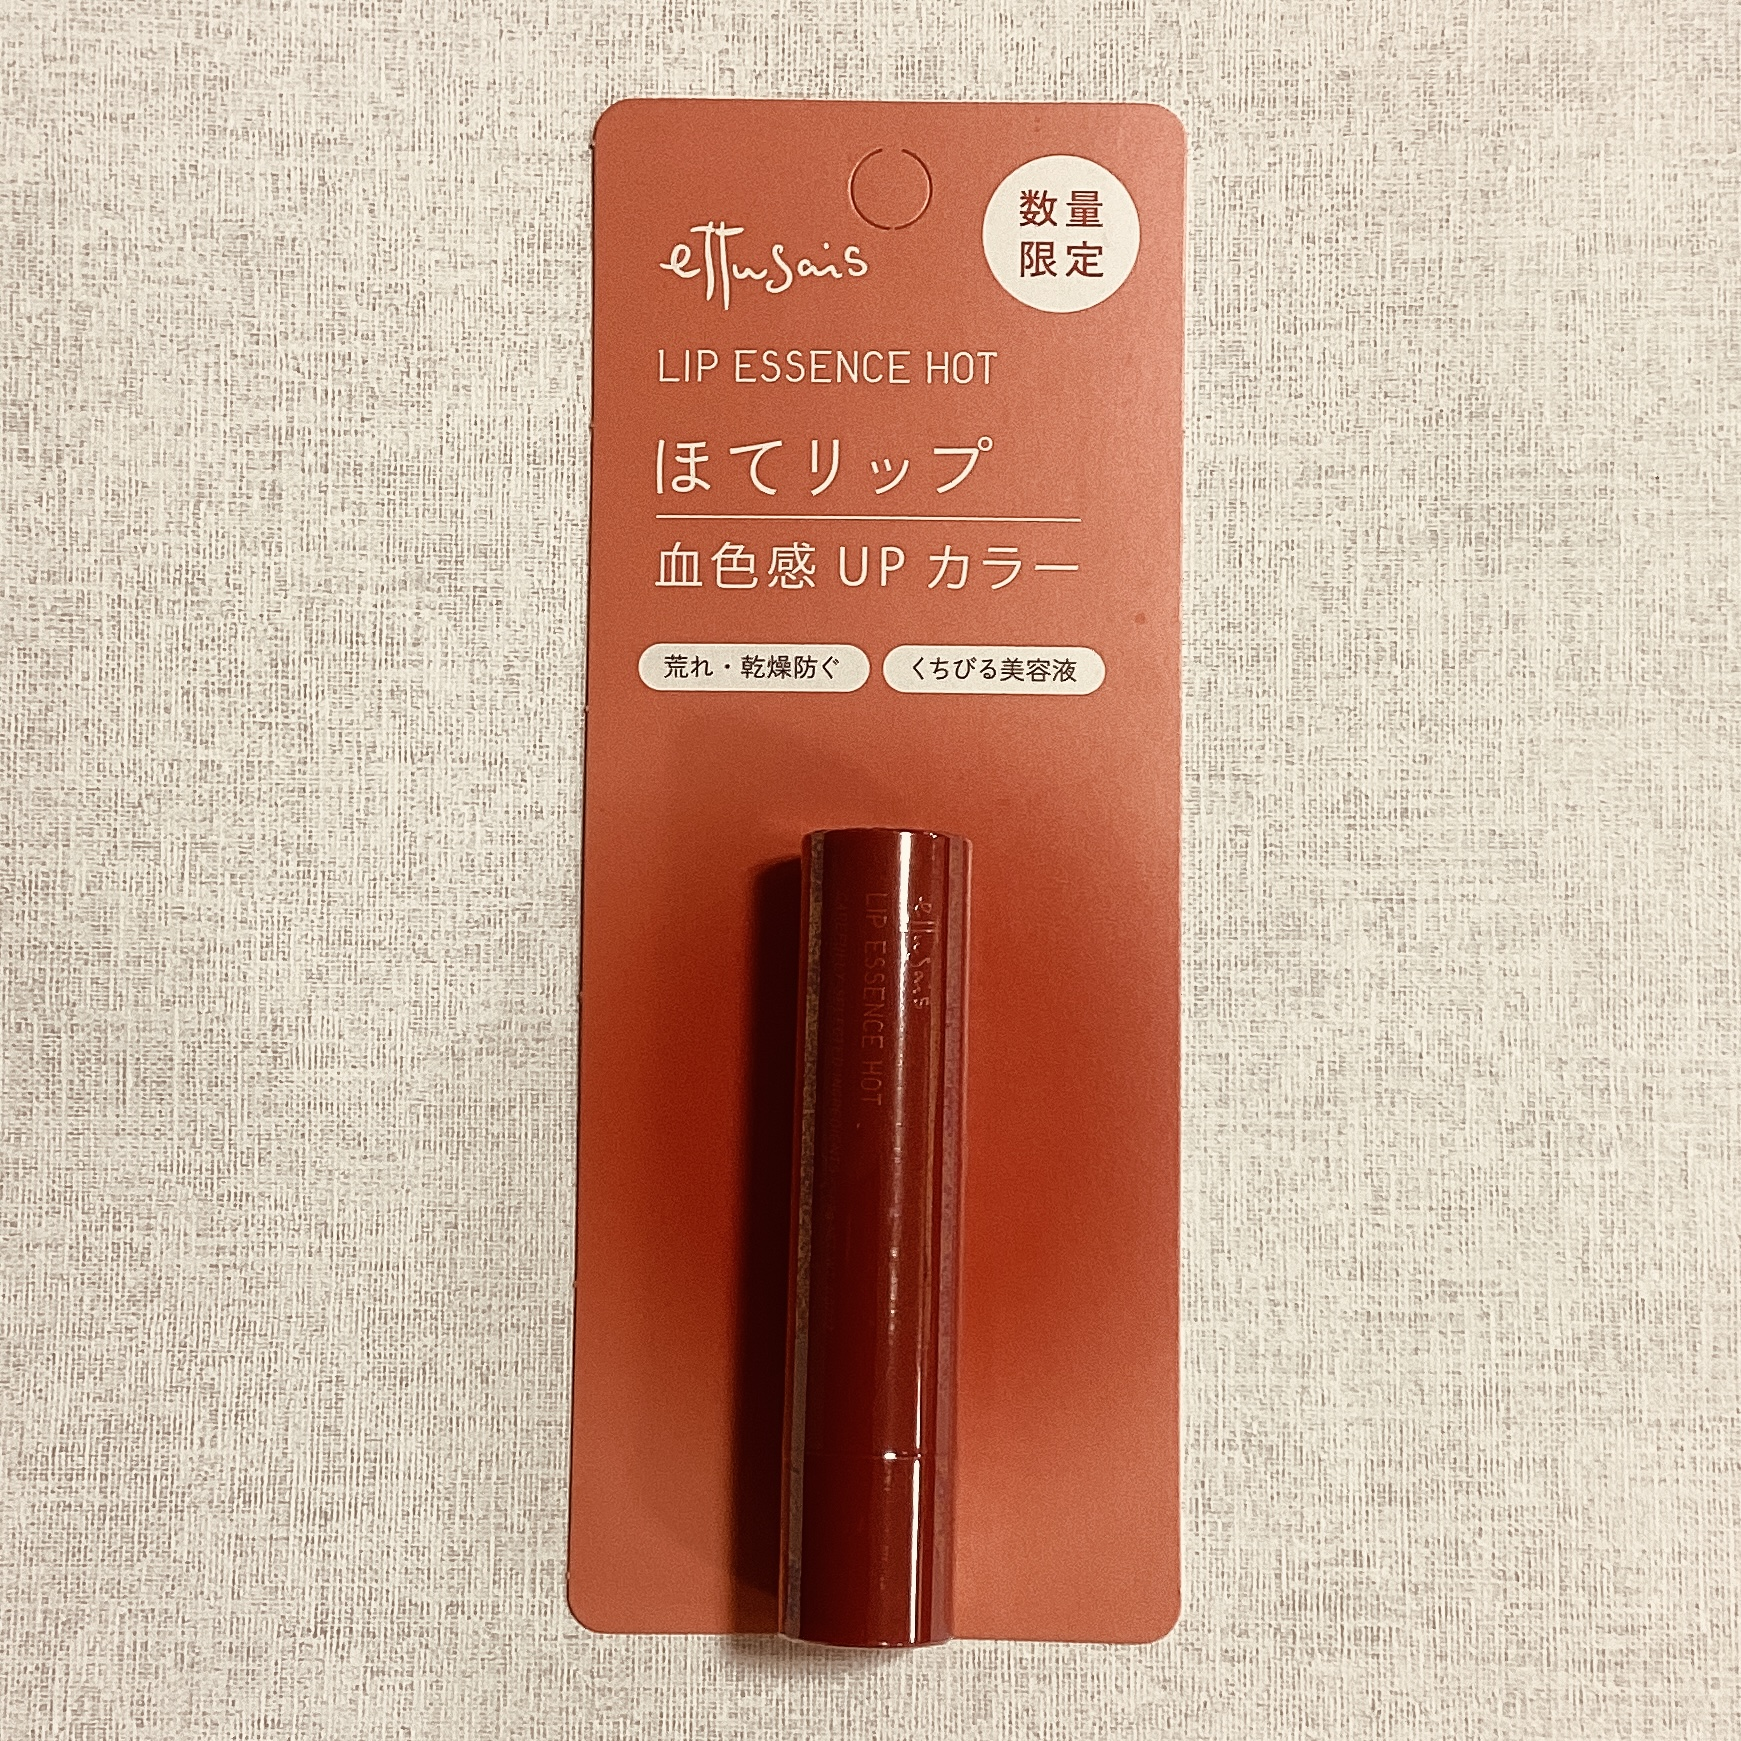 数量
限定
ettusais
LIP ESSENCE HOT
ほてリップ
血色感 UP カラー
荒れ・乾燥防ぐ
くちびる美容液
ettusais
LIP ESSENCE HOT